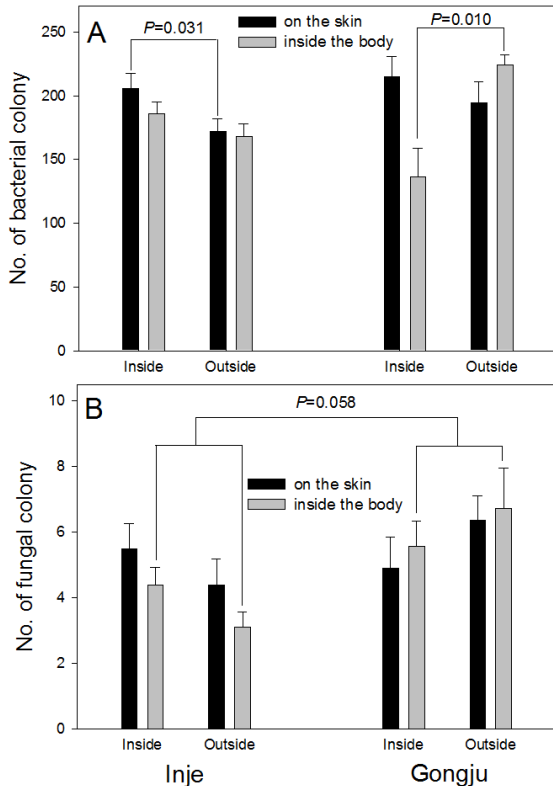 A
P=0.031
on the skin
inside the body
P=0.010
No. of bacterial colony
250
200
150
100
50
0
Inside Outside Inside Outside
B
P=0.058
on the skin
inside the body
No. of fungal colony
10
8
6
4
2
0
Inside Outside Inside Outside
Inje Gongju